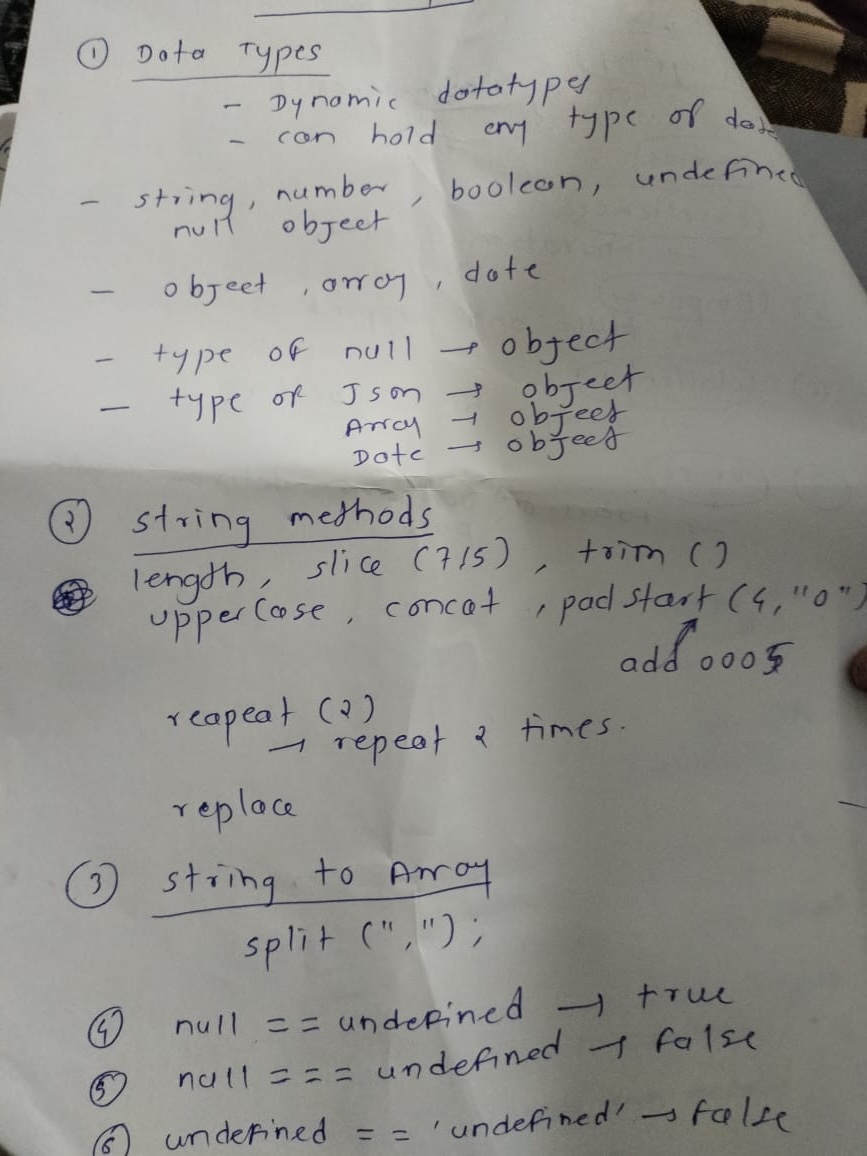 ① Data Types
- Dynamic datatypes
- can hold any type of dat
- string, number, boolean, undefined
null object
- object, array, date
- type of null → object
- type of Json → object
Array → object
Date → object
② string methods
length, slice (7,15), trim ()
upperCase, concat, padStart (4, "0")
add 0005
reapeat (2)
→ repeat 2 times.
replace
③ string to Array
split (",");
④ null == undefined → true
⑤ null === undefined → false
⑥ undefined == 'undefined' → false